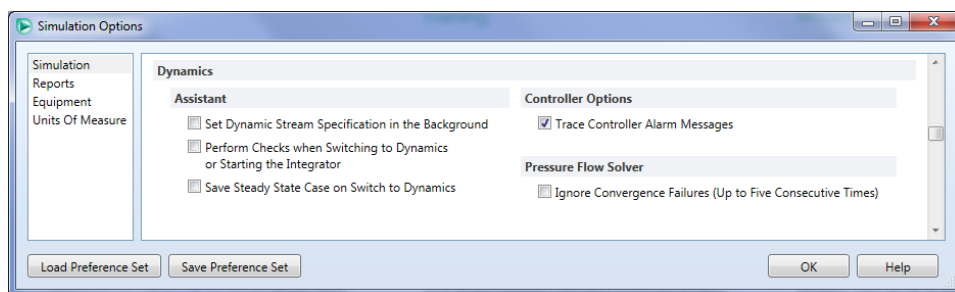 Simulation Options
Simulation
Reports
Equipment
Units Of Measure
Dynamics
Assistant
Set Dynamic Stream Specification in the Background
Perform Checks when Switching to Dynamics
or Starting the Integrator
Save Steady State Case on Switch to Dynamics
Controller Options
Trace Controller Alarm Messages
Pressure Flow Solver
Ignore Convergence Failures (Up to Five Consecutive Times)
Load Preference Set
Save Preference Set
OK
Help